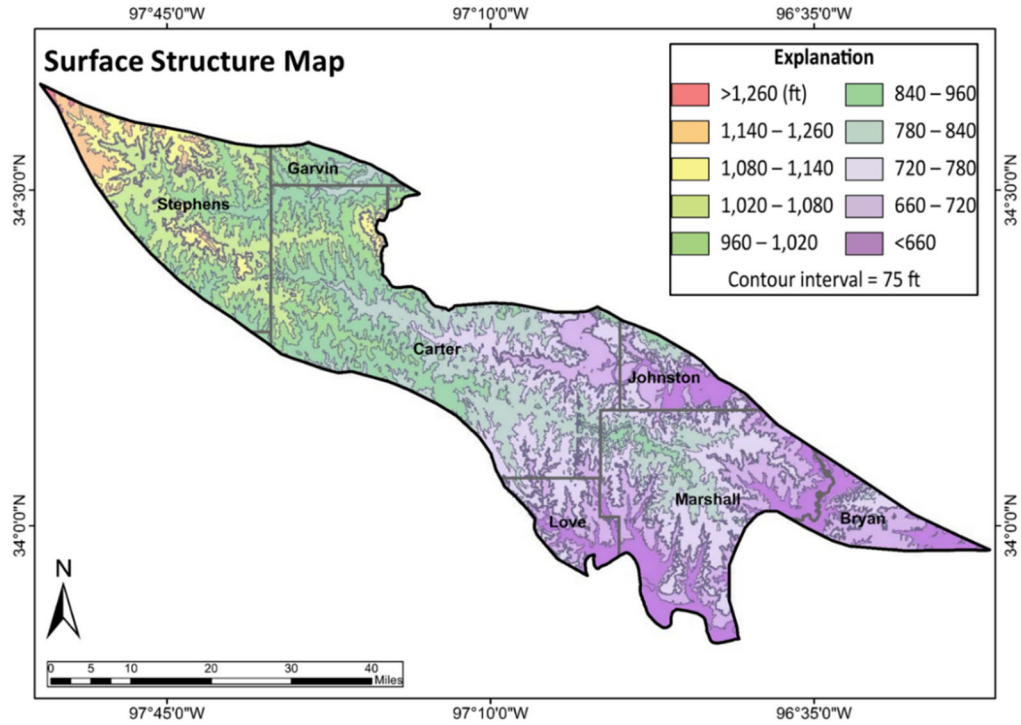 97°45'0"W 97°10'0"W 96°35'0"W
Surface Structure Map
Explanation
>1,260 (ft) 840 – 960
1,140 – 1,260 780 – 840
1,080 – 1,140 720 – 780
1,020 – 1,080 660 – 720
960 – 1,020 <660
Contour interval = 75 ft
34°30'0"N 34°30'0"N
Garvin
Stephens
Carter
Johnston
Marshall
Love
Bryan
34°0'0"N 34°0'0"N
N
0 5 10 20 30 40
Miles
97°45'0"W 97°10'0"W 96°35'0"W